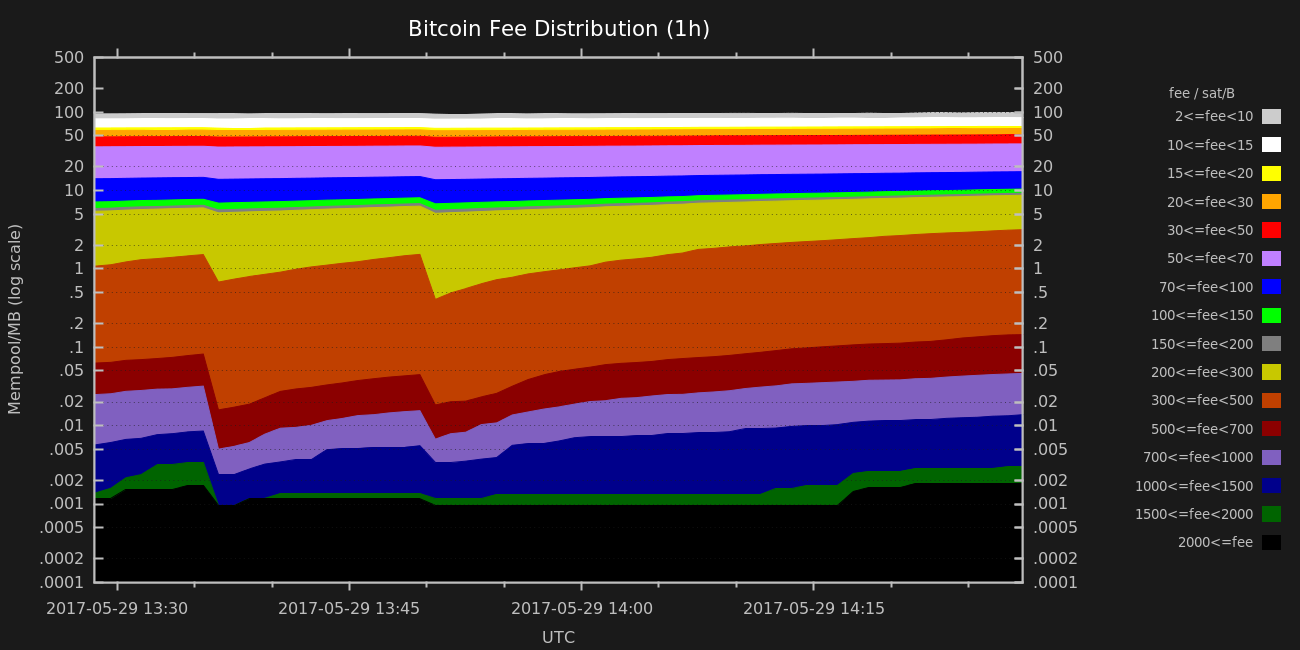 Bitcoin Fee Distribution (1h)
500 500
200 200
100 100
50 50
20 20
10 10
5 5
2 2
1 1
.5 .5
.2 .2
.1 .1
.05 .05
.02 .02
.01 .01
.005 .005
.002 .002
.001 .001
.0005 .0005
.0002 .0002
.0001 .0001
Mempool/MB (log scale)
2017-05-29 13:30 2017-05-29 13:45 2017-05-29 14:00 2017-05-29 14:15
UTC
fee / sat/B
2<=fee<10
10<=fee<15
15<=fee<20
20<=fee<30
30<=fee<50
50<=fee<70
70<=fee<100
100<=fee<150
150<=fee<200
200<=fee<300
300<=fee<500
500<=fee<700
700<=fee<1000
1000<=fee<1500
1500<=fee<2000
2000<=fee